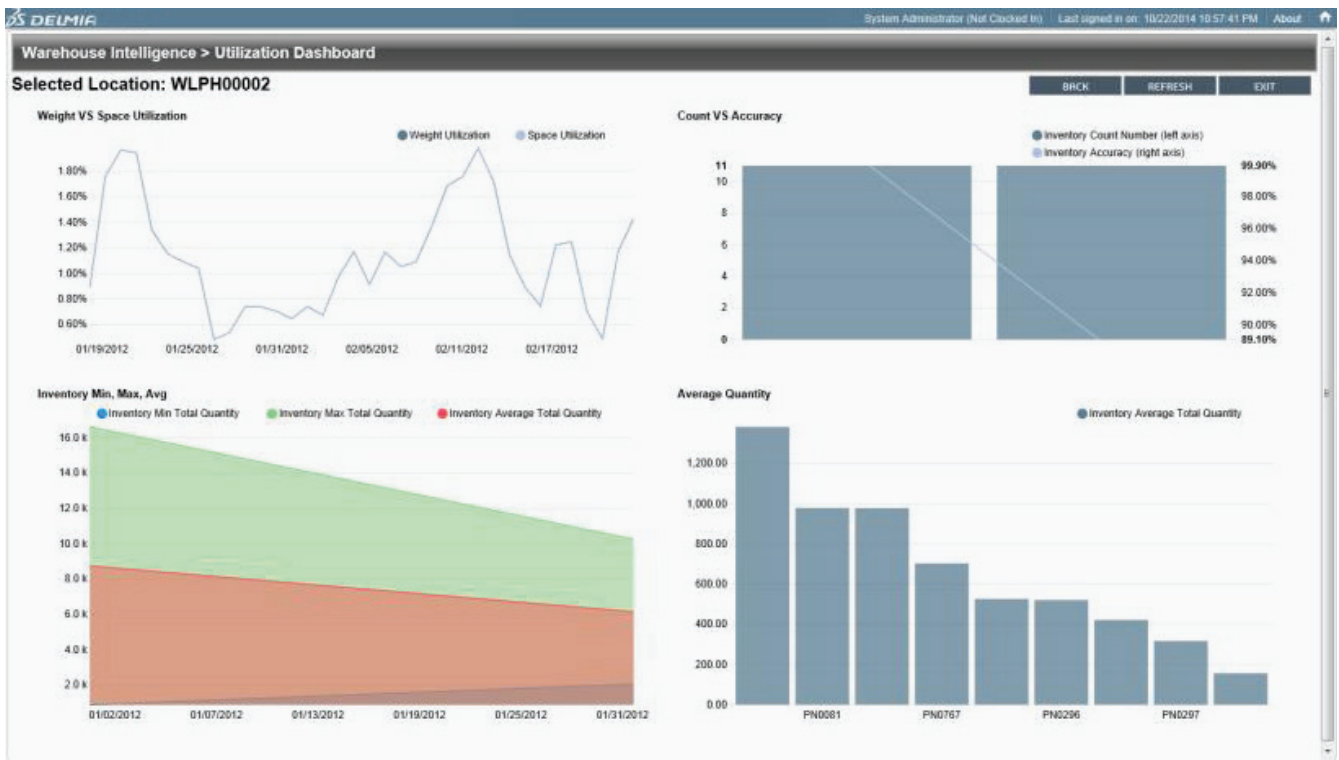 DS DELMIA
System Administrator (Not Clocked In) Last signed in on: 10/22/2014 10:57:41 PM About
Warehouse Intelligence > Utilization Dashboard
Selected Location: WLPH00002
BACK REFRESH EXIT
Weight VS Space Utilization
Weight Utilization Space Utilization
1.80%
1.60%
1.40%
1.20%
1.00%
0.80%
0.60%
01/19/2012 01/25/2012 01/31/2012 02/05/2012 02/11/2012 02/17/2012
Count VS Accuracy
Inventory Count Number (left axis)
Inventory Accuracy (right axis)
11 99.90%
10
98.00%
8
96.00%
6
94.00%
4
92.00%
2
90.00%
0 89.10%
Inventory Min, Max, Avg
Inventory Min Total Quantity Inventory Max Total Quantity Inventory Average Total Quantity
16.0 k
14.0 k
12.0 k
10.0 k
8.0 k
6.0 k
4.0 k
2.0 k
01/02/2012 01/07/2012 01/13/2012 01/19/2012 01/25/2012 01/31/2012
Average Quantity
Inventory Average Total Quantity
1,200.00
1,000.00
800.00
600.00
400.00
200.00
0.00
PN0081 PN0767 PN0296 PN0297